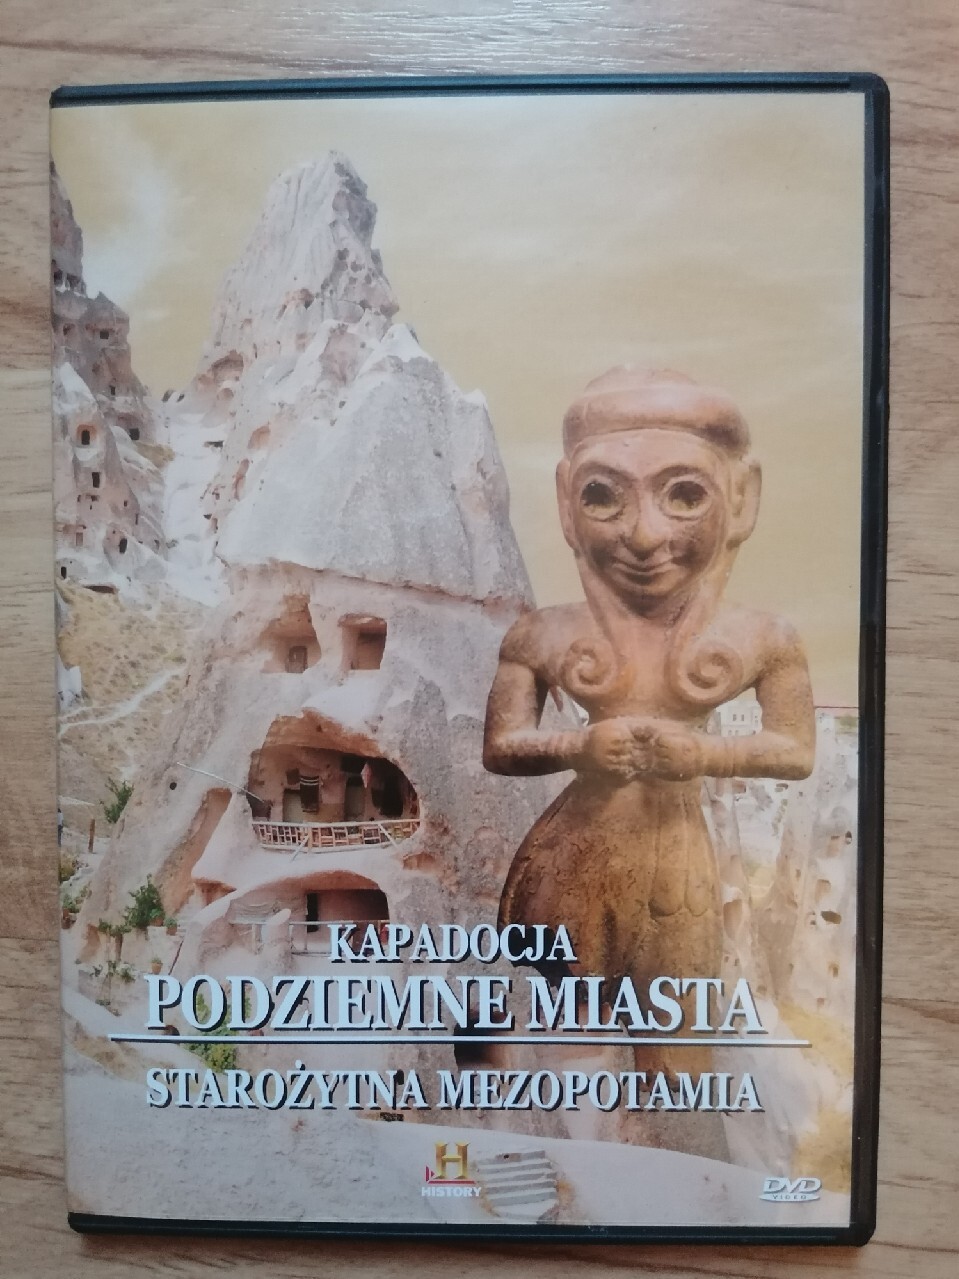 KAPADOCJA
PODZIEMNE MIASTA
STAROŻYTNA MEZOPOTAMIA
H
HISTORY
DVD
VIDEO